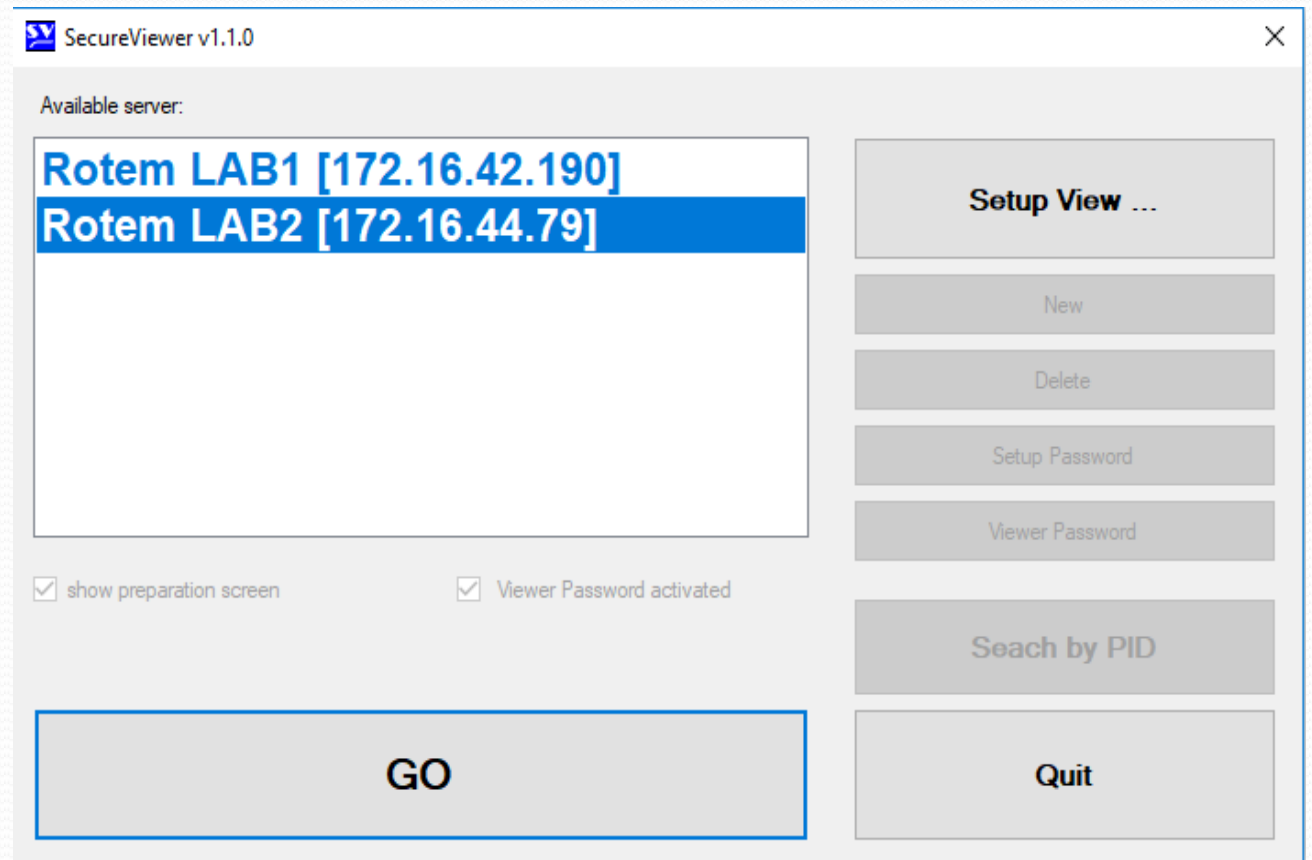 SV
SecureViewer v1.1.0
Available server:
Rotem LAB1 [172.16.42.190]
Rotem LAB2 [172.16.44.79]
Setup View ...
New
Delete
Setup Password
Viewer Password
show preparation screen
Viewer Password activated
Seach by PID
GO
Quit